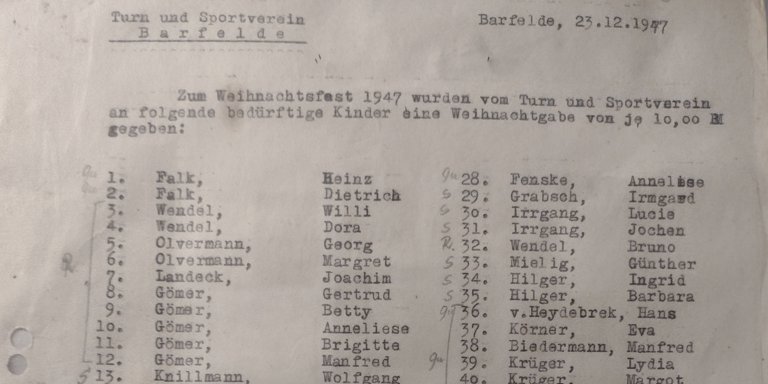 Turn und Sportverein
Barfelde
Barfelde, 23.12.1947
Zum Weihnachtsfest 1947 wurden vom Turn und Sportverein
an folgende bedürftige Kinder eine Weihnachtgabe von je 10,00
gegeben:
1. Falk, Heinz
2. Falk, Dietrich
3. Wendel, Willi
4. Wendel, Dora
5. Olvermann, Georg
6. Olvermann, Margret
7. Landeck, Joachim
8. Gömer, Gertrud
9. Gömer, Betty
10. Gömer, Anneliese
11. Gömer, Brigitte
12. Gömer, Manfred
S 13. Knillmann, Wolfgang
28. Fenske, Anneliese
S 29. Grabsch, Irmgard
S 30. Irrgang, Lucie
S 31. Irrgang, Jochen
R. 32. Wendel, Bruno
S 33. Mielig, Günther
S 34. Hilger, Ingrid
S 35. Hilger, Barbara
36. v.Heydebrek, Hans
37. Körner, Eva
38. Biedermann, Manfred
39. Krüger, Lydia
40. Krüger, Margot